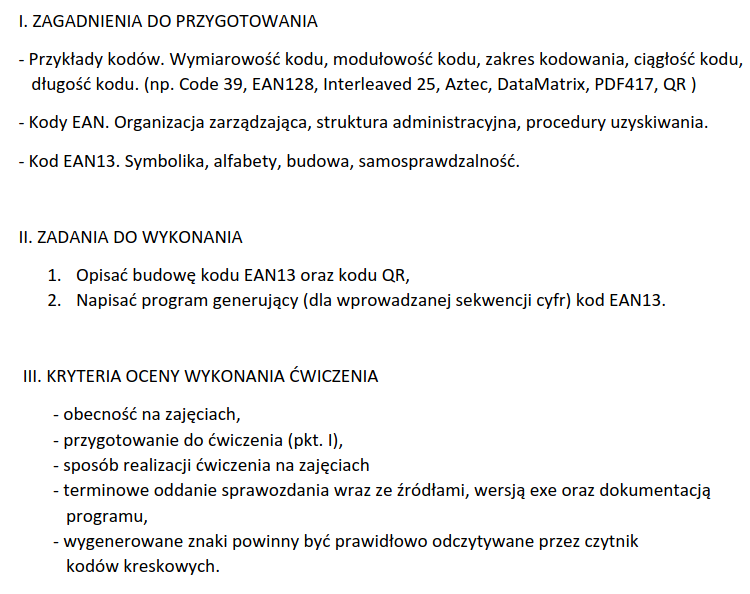 I. ZAGADNIENIA DO PRZYGOTOWANIA
- Przykłady kodów. Wymiarowość kodu, modułowość kodu, zakres kodowania, ciągłość kodu,
długość kodu. (np. Code 39, EAN128, Interleaved 25, Aztec, DataMatrix, PDF417, QR )
- Kody EAN. Organizacja zarządzająca, struktura administracyjna, procedury uzyskiwania.
- Kod EAN13. Symbolika, alfabety, budowa, samosprawdzalność.
II. ZADANIA DO WYKONANIA
1. Opisać budowę kodu EAN13 oraz kodu QR,
2. Napisać program generujący (dla wprowadzanej sekwencji cyfr) kod EAN13.
III. KRYTERIA OCENY WYKONANIA ĆWICZENIA
- obecność na zajęciach,
- przygotowanie do ćwiczenia (pkt. I),
- sposób realizacji ćwiczenia na zajęciach
- terminowe oddanie sprawozdania wraz ze źródłami, wersją exe oraz dokumentacją
programu,
- wygenerowane znaki powinny być prawidłowo odczytywane przez czytnik
kodów kreskowych.